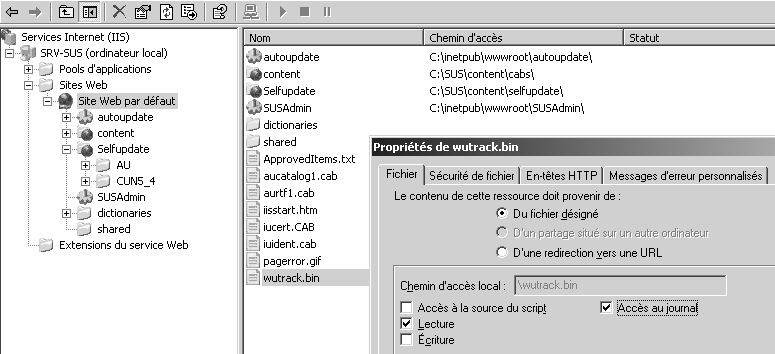 Services Internet (IIS)
SRV-SUS (ordinateur local)
Pools d'applications
Sites Web
Site Web par défaut
autoupdate
content
Selfupdate
AU
CUN5_4
SUSAdmin
dictionaries
shared
Extensions du service Web
Nom Chemin d'accès Statut
autoupdate C:\inetpub\wwwroot\autoupdate\
content C:\SUS\content\cabs\
Selfupdate C:\SUS\content\selfupdate\
SUSAdmin C:\inetpub\wwwroot\SUSAdmin\
dictionaries
shared
ApprovedItems.txt
aucatalog1.cab
aurtf1.cab
iisstart.htm
iucert.CAB
iuident.cab
pagerror.gif
wutrack.bin
Propriétés de wutrack.bin
Fichier Sécurité de fichier En-têtes HTTP Messages d'erreur personnalisés
Le contenu de cette ressource doit provenir de :
Du fichier désigné
D'un partage situé sur un autre ordinateur
D'une redirection vers une URL
Chemin d'accès local : \wutrack.bin
Accès à la source du script Accès au journal
Lecture
Écriture